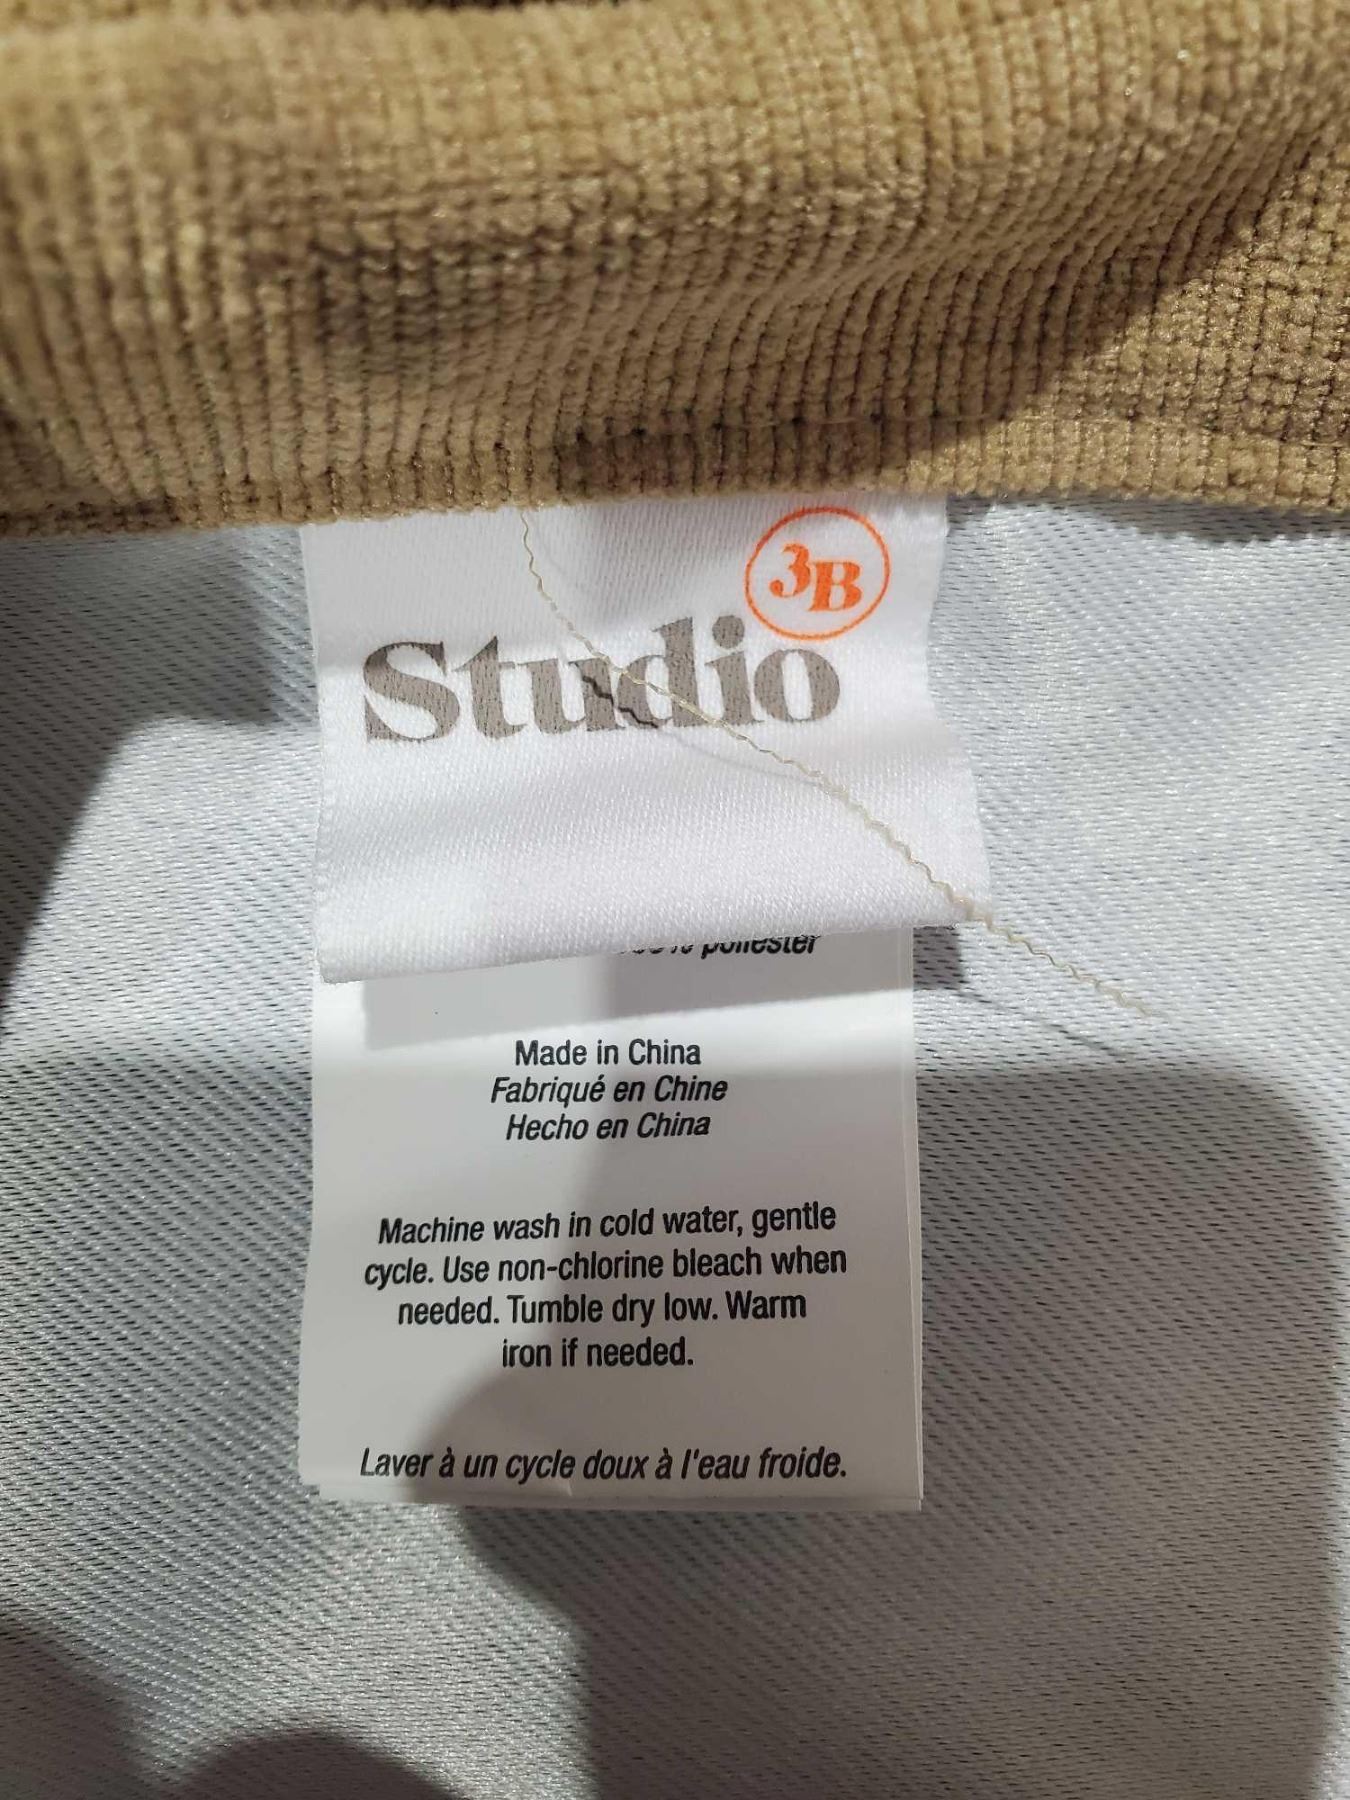 3B
Studio
poliester
Made in China
Fabriqué en Chine
Hecho en China
Machine wash in cold water, gentle
cycle. Use non-chlorine bleach when
needed. Tumble dry low. Warm
iron if needed.
Laver à un cycle doux à l'eau froide.